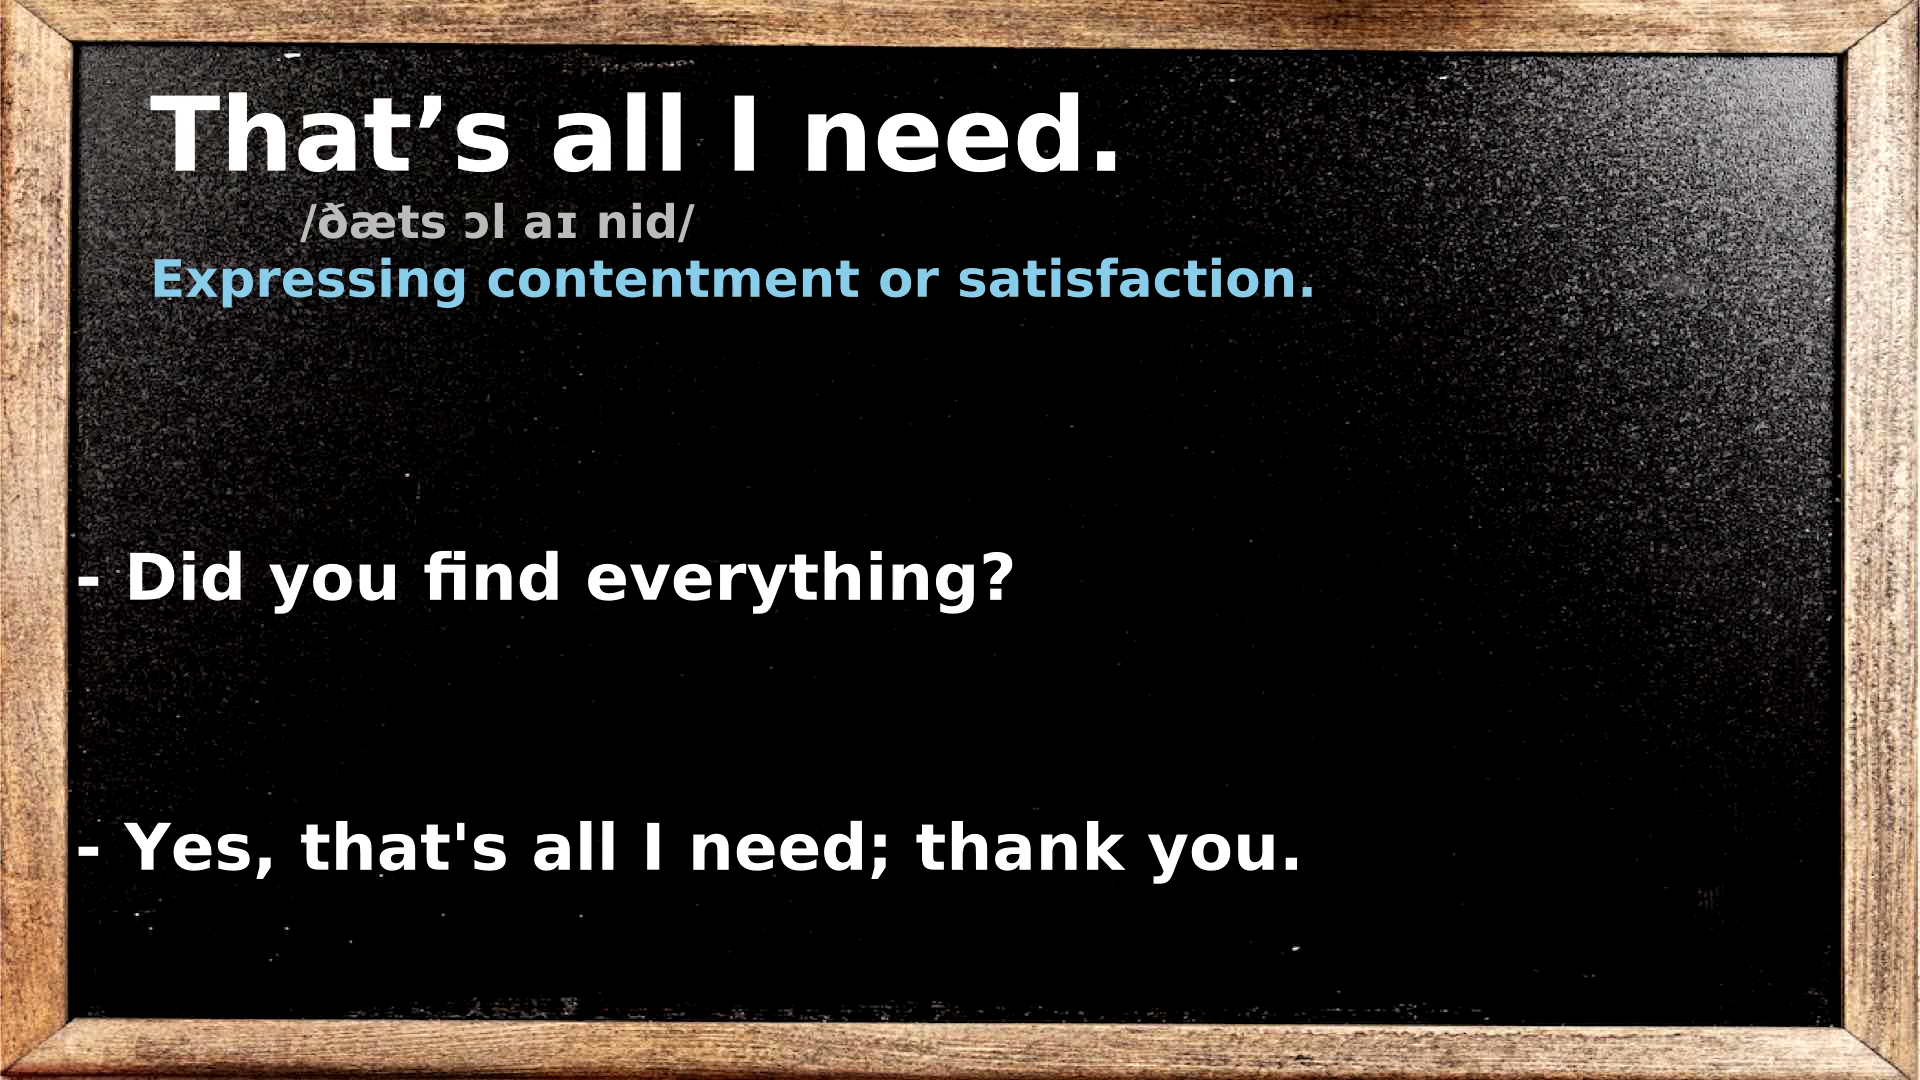 That’s all I need.
/ðæts ɔl aɪ nid/
Expressing contentment or satisfaction.
- Did you find everything?
- Yes, that's all I need; thank you.